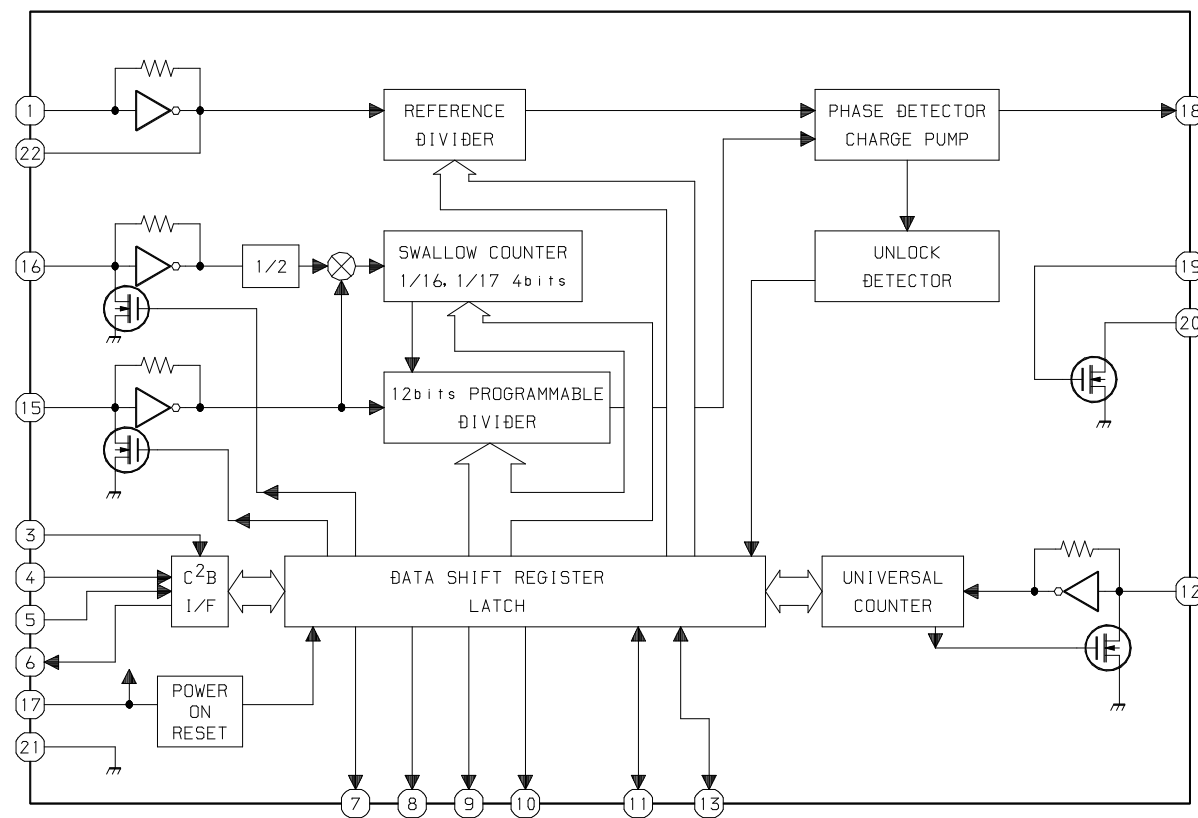 1
REFERENCE
DIVIDER
PHASE DETECTOR
CHARGE PUMP
18
22
16
1/2
SWALLOW COUNTER
1/16, 1/17 4bits
UNLOCK
DETECTOR
19
20
15
12bits PROGRAMMABLE
DIVIDER
3
4
5
6
C²B
I/F
DATA SHIFT REGISTER
LATCH
UNIVERSAL
COUNTER
12
17
POWER
ON
RESET
21
7
8
9
10
11
13